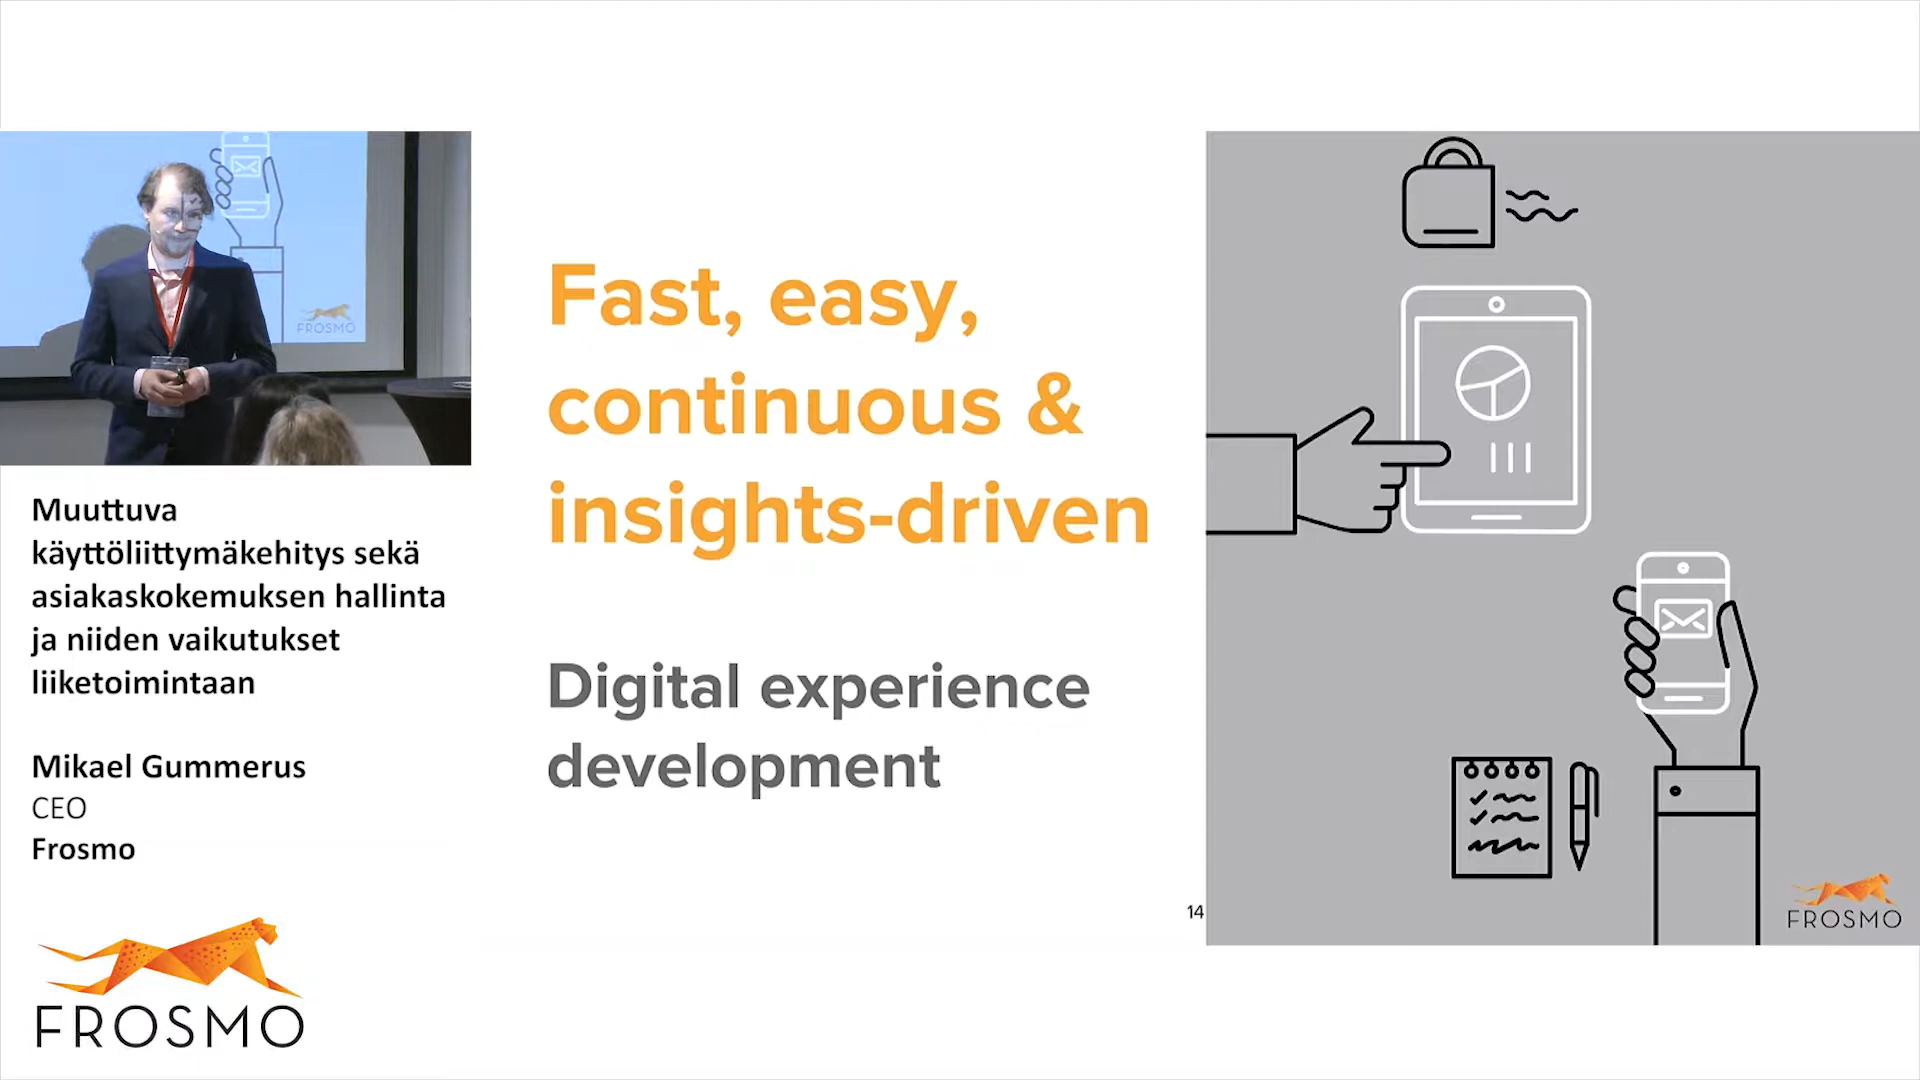 FROSMO
Muuttuva
käyttöliittymäkehitys sekä
asiakaskokemuksen hallinta
ja niiden vaikutukset
liiketoimintaan
Mikael Gummerus
CEO
Frosmo
FROSMO
Fast, easy,
continuous &
insights-driven
Digital experience
development
14
FROSMO